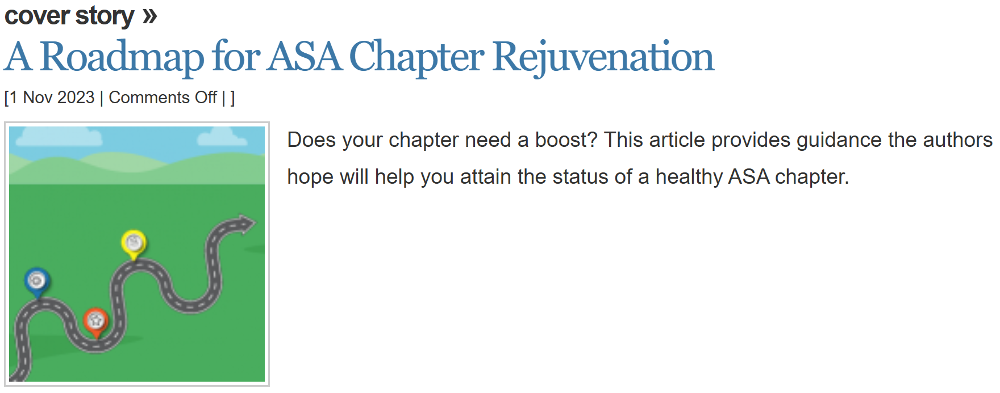 cover story »
A Roadmap for ASA Chapter Rejuvenation
[1 Nov 2023 | Comments Off | ]
Does your chapter need a boost? This article provides guidance the authors
hope will help you attain the status of a healthy ASA chapter.